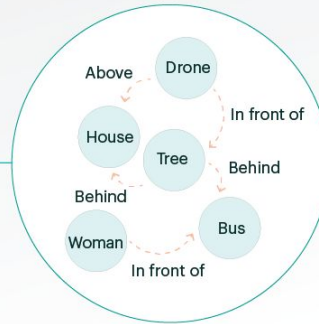 Drone
Above
In front of
House
Tree
Behind
Behind
Bus
Woman
In front of